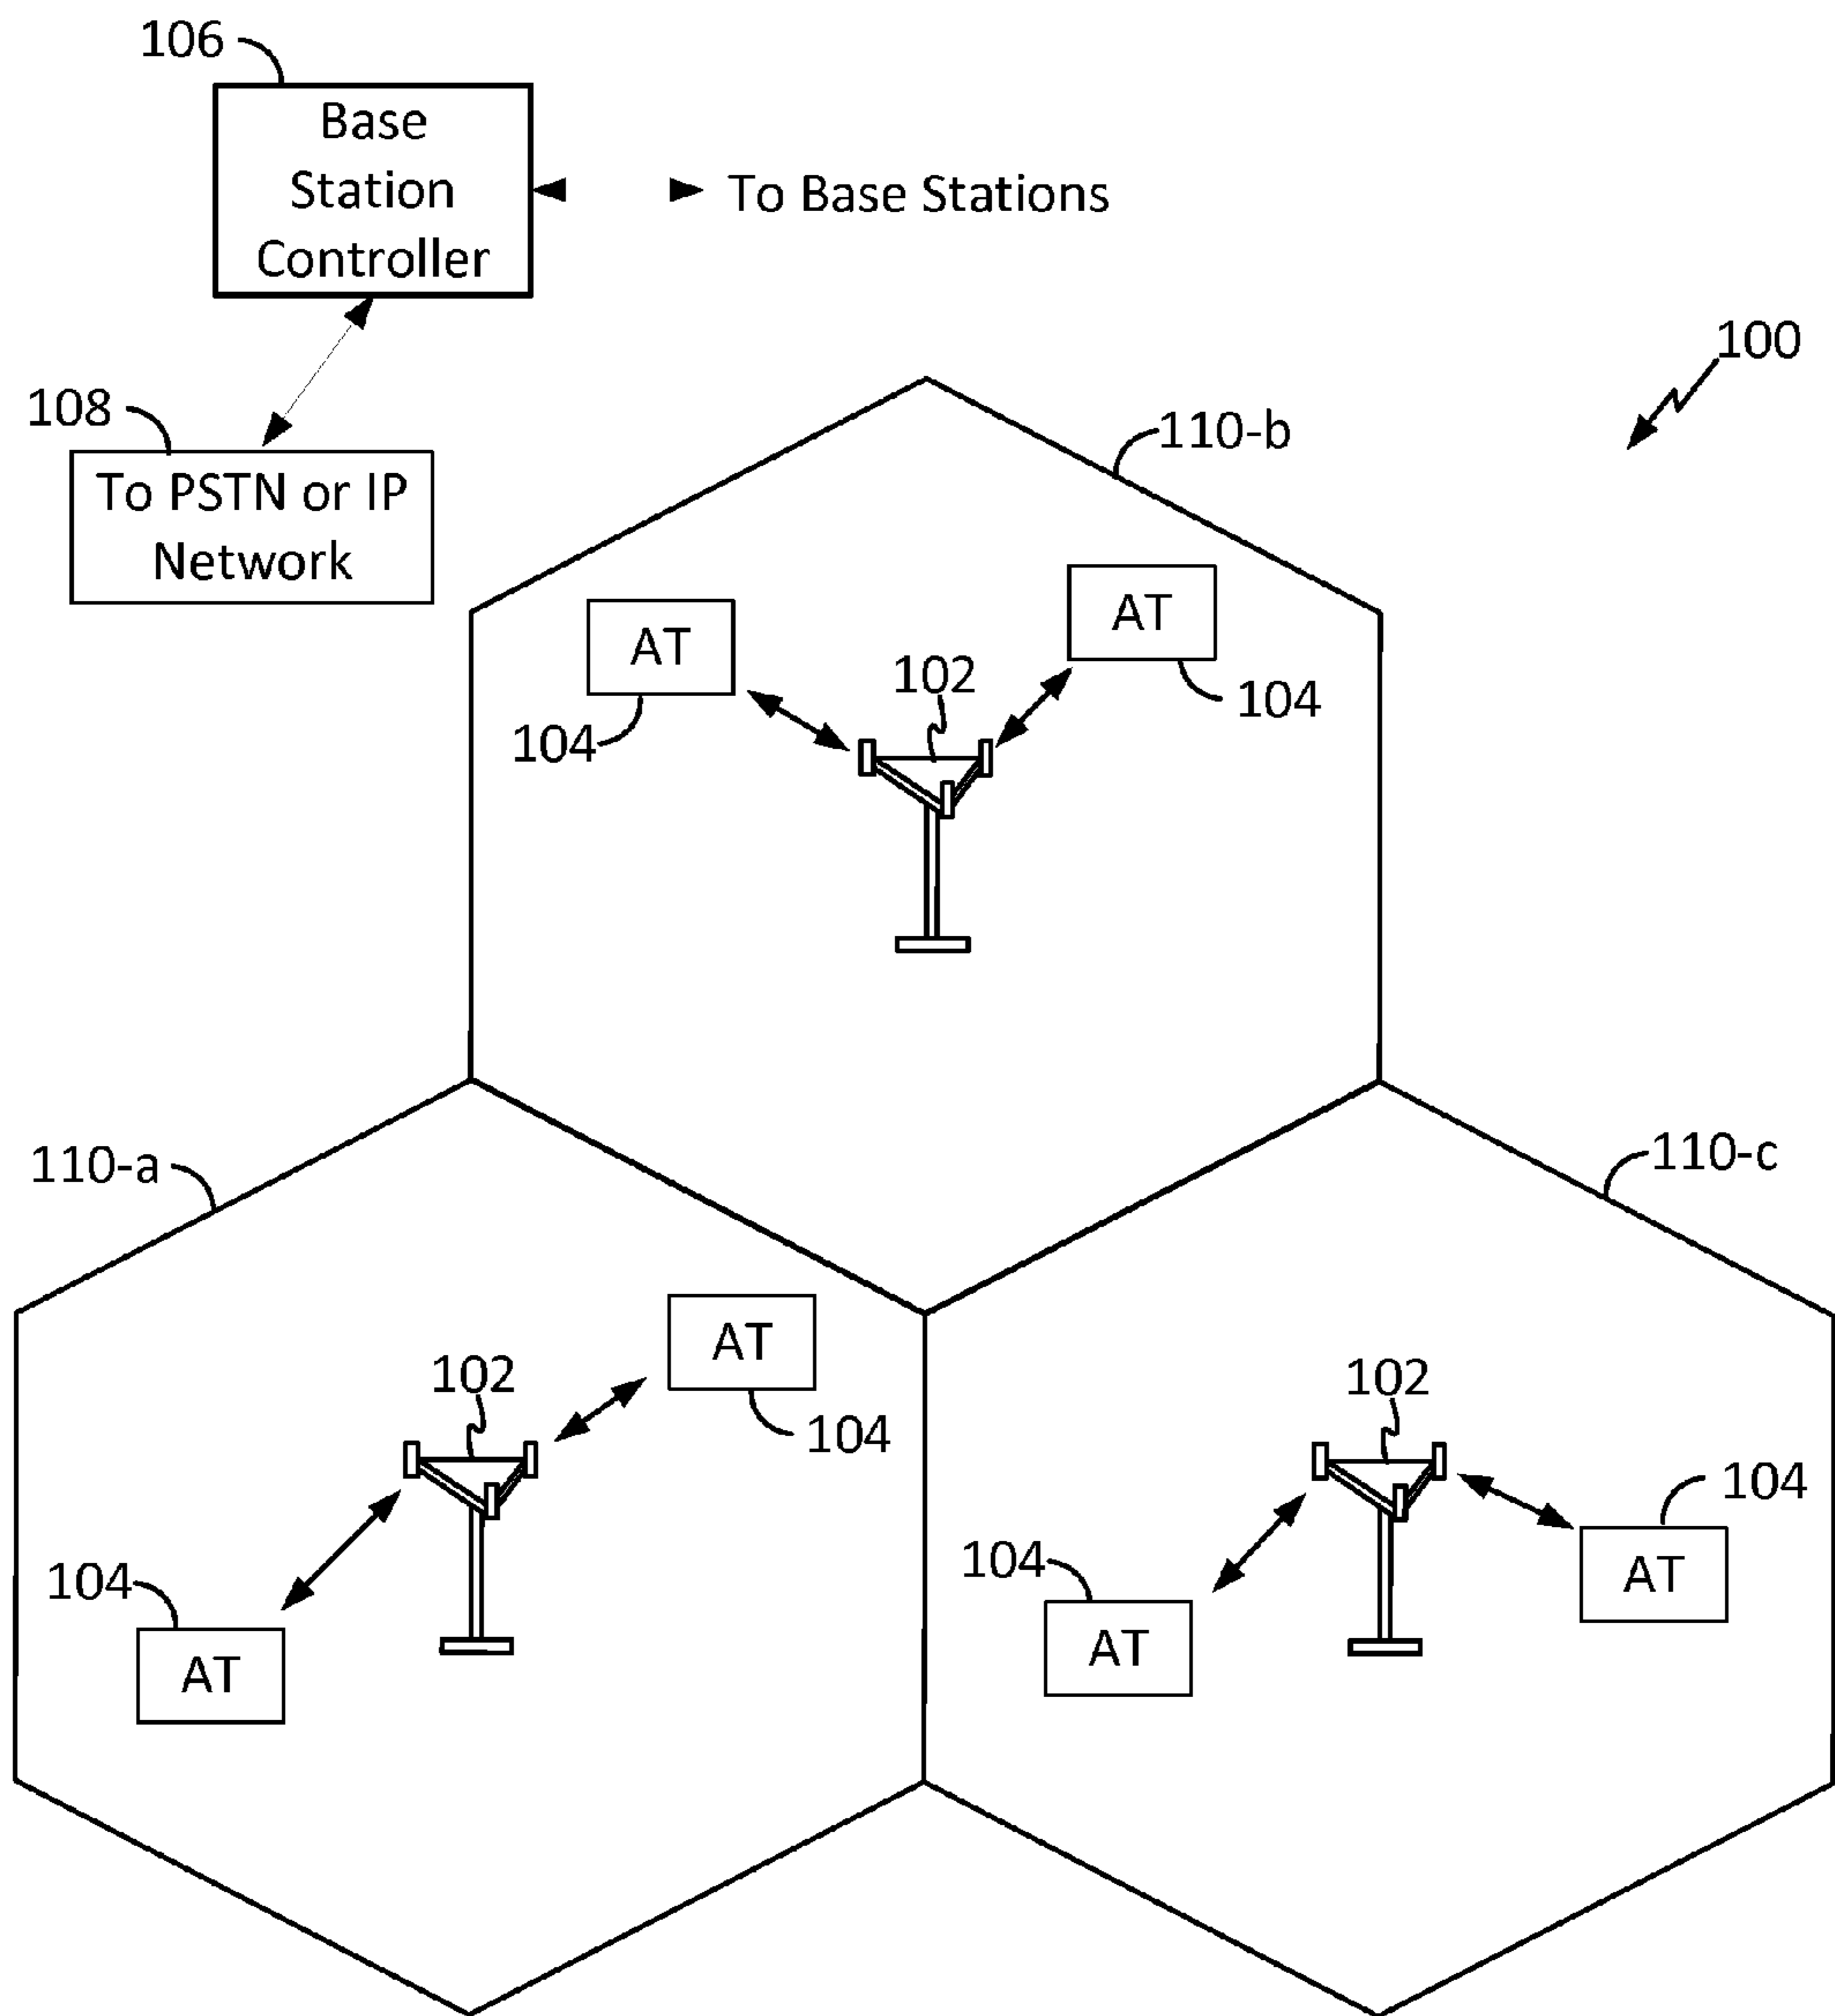 106
Base
Station
Controller
To Base Stations
100
108
To PSTN or IP
Network
110-b
AT
AT
102
104
104
110-a
110-c
AT
102
104
102
104
104
104
AT
AT
AT